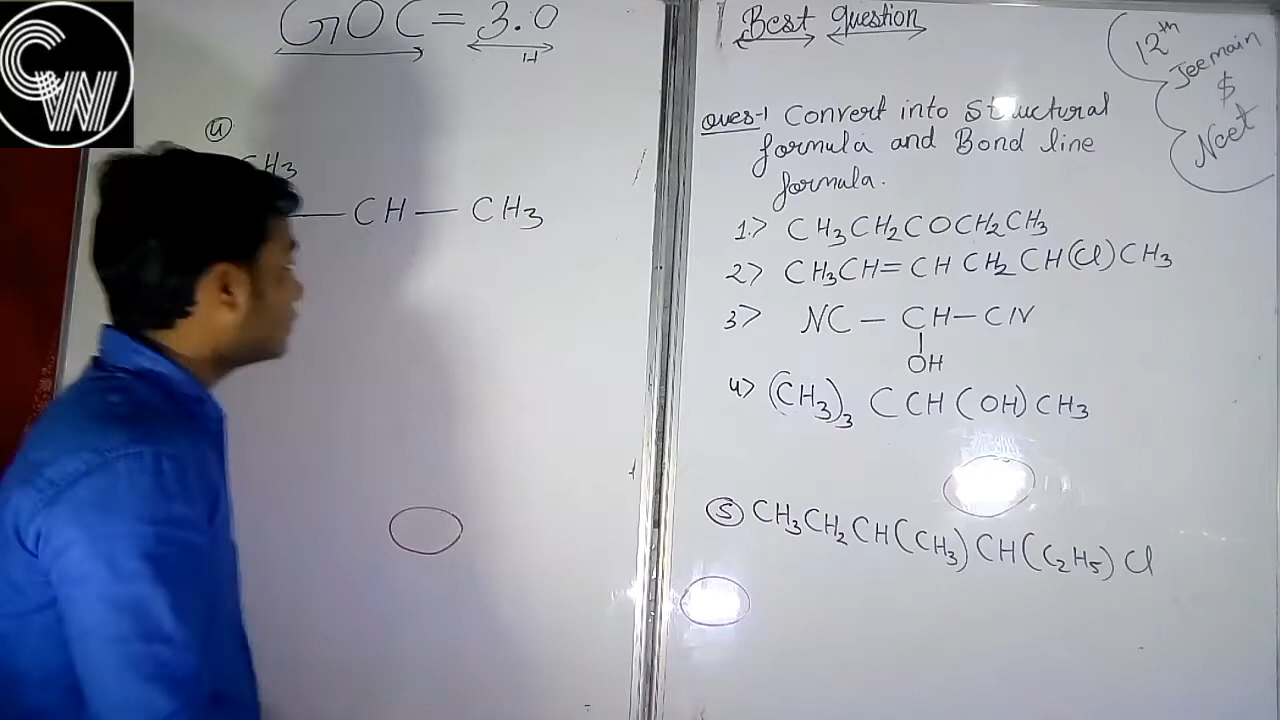 CW
GOC = 3.0
H
4
CH3
— CH — CH3
Best Question
12th
Jee main
$
Neet
Ques-1 Convert into Structural
formula and Bond line
formula.
1.> CH3CH2COCH2CH3
2> CH3CH=CHCH2CH(Cl)CH3
3> NC — CH — CN
OH
4> (CH3)3 CCH(OH)CH3
5 CH3CH2CH(CH3)CH(C2H5)Cl